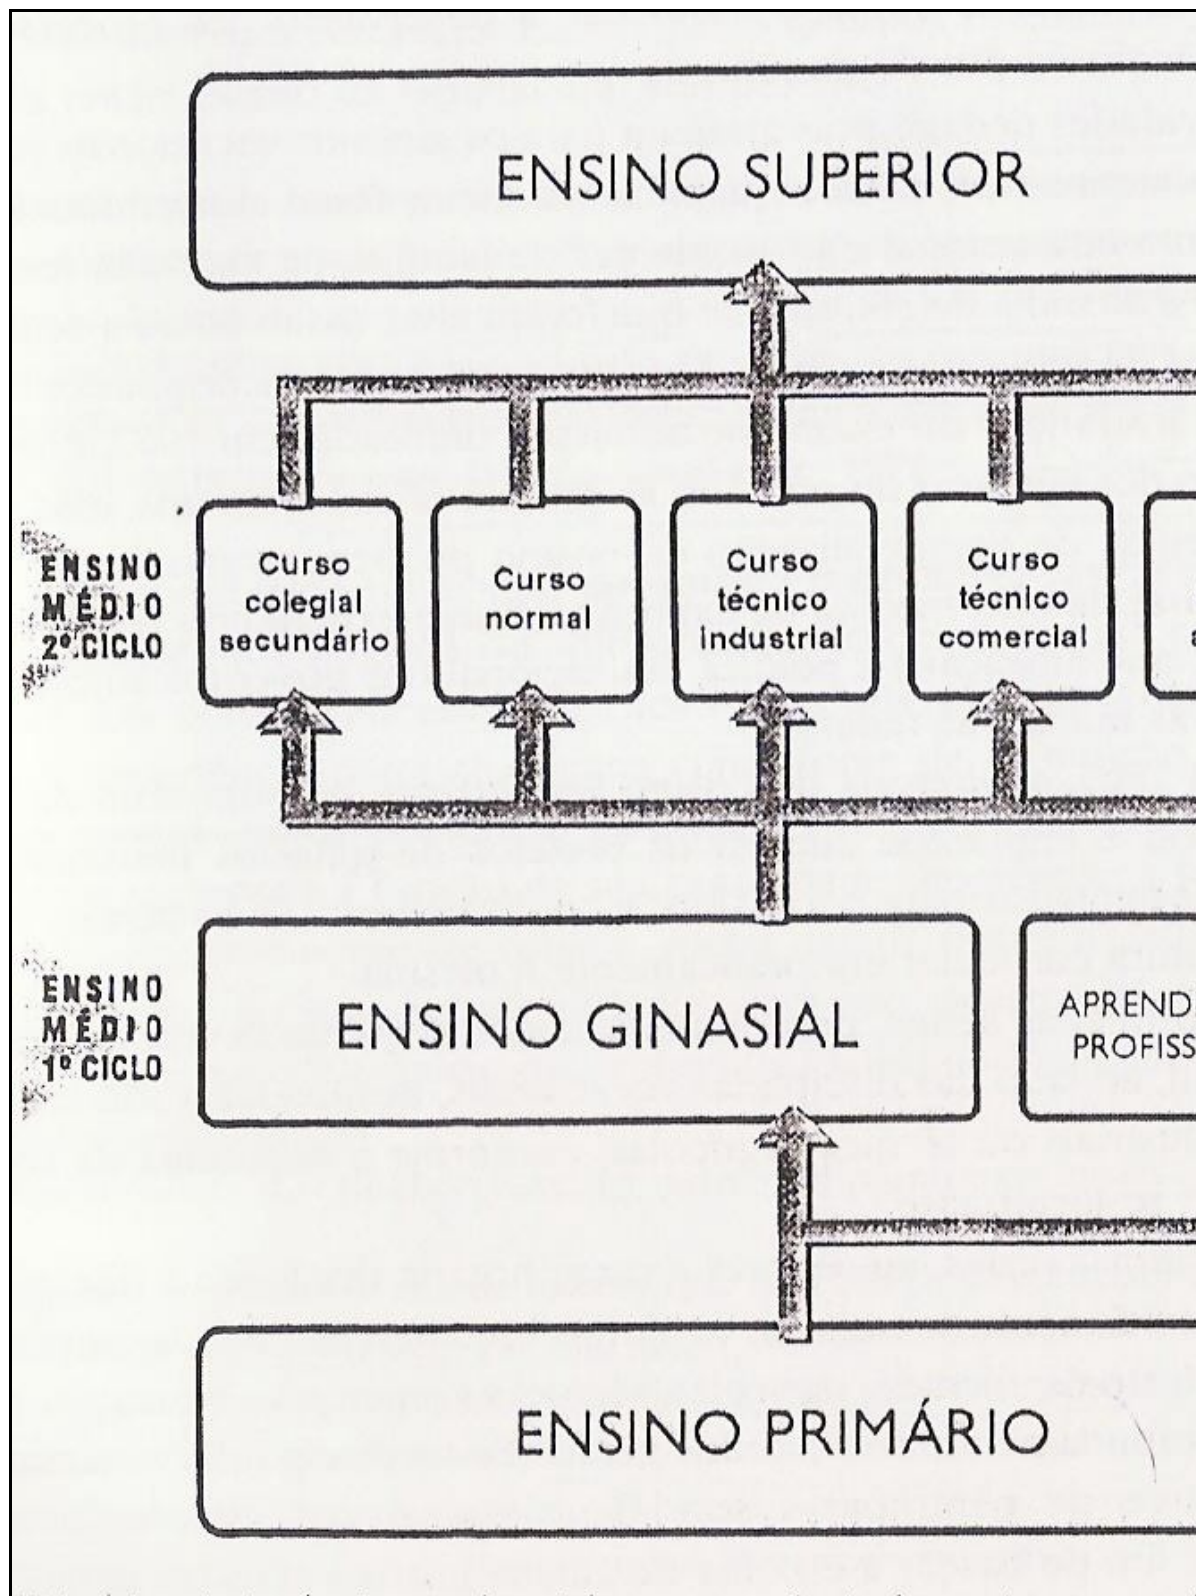 ENSINO SUPERIOR
ENSINO
MÉDIO
2º CICLO
Curso
colegial
secundário
Curso
normal
Curso
técnico
industrial
Curso
técnico
comercial
ENSINO
MÉDIO
1º CICLO
ENSINO GINASIAL
APREND
PROFISS
ENSINO PRIMÁRIO